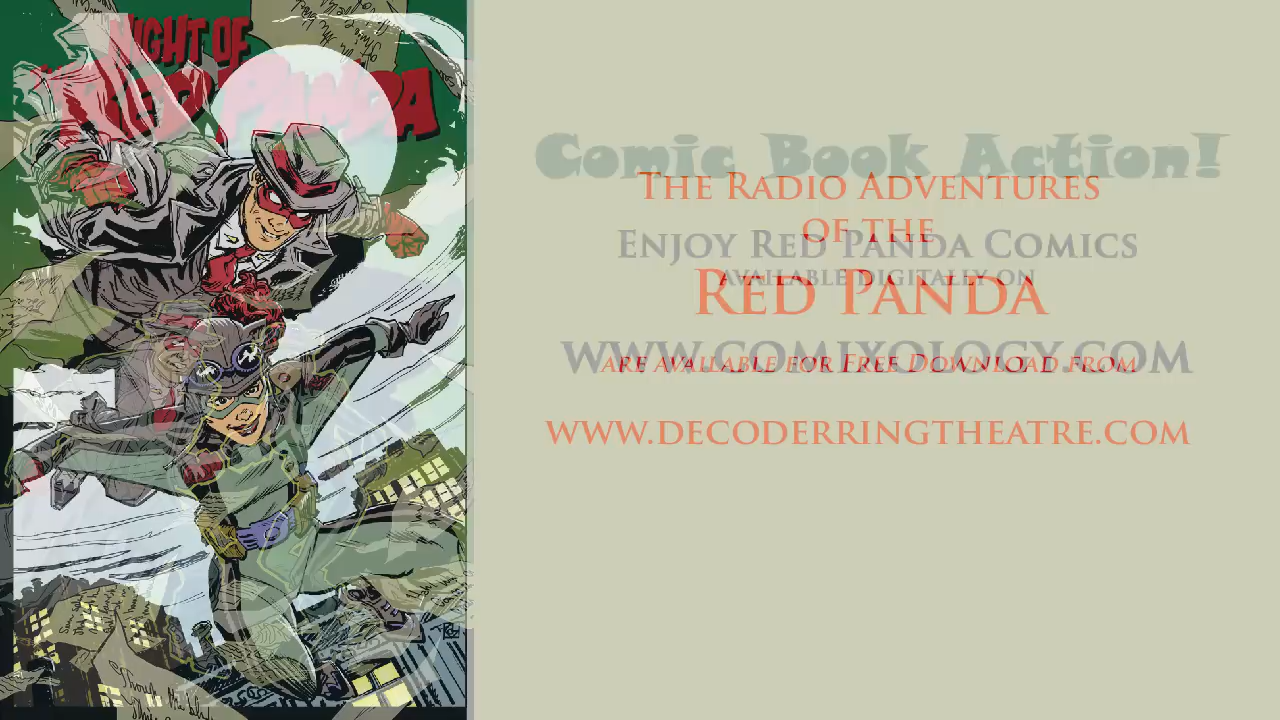 NIGHT OF
RED PANDA
Comic Book Action!
THE RADIO ADVENTURES
OF THE
ENJOY RED PANDA COMICS
AVAILABLE DIGITALLY ON
RED PANDA
WWW.COMIXOLOGY.COM
ARE AVAILABLE FOR FREE DOWNLOAD FROM
WWW.DECODERRINGTHEATRE.COM